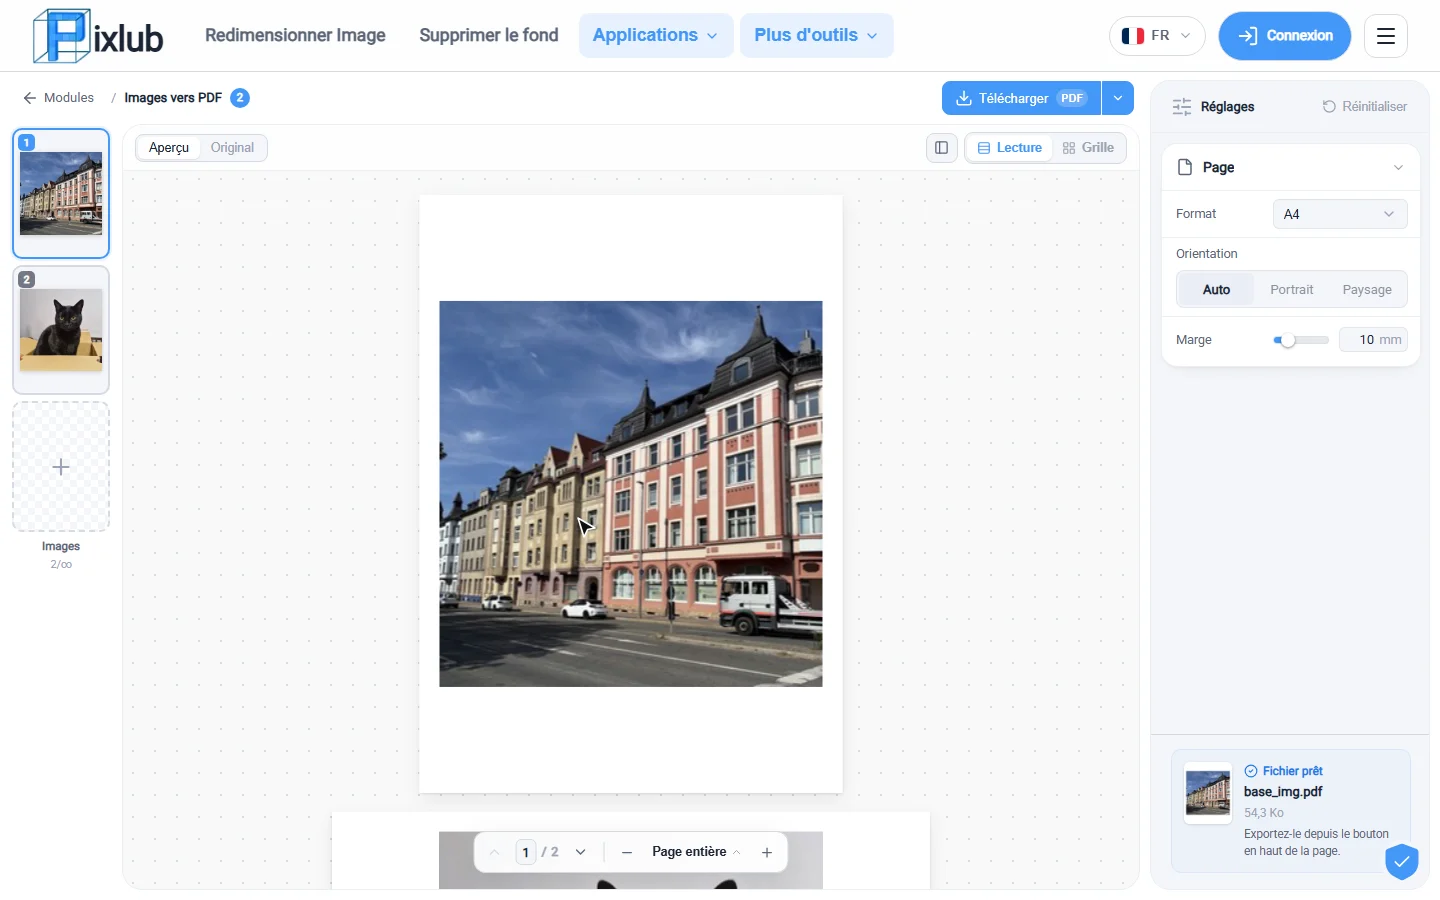 Pixlub
Redimensionner Image
Supprimer le fond
Applications
Plus d'outils
FR
Connexion
Modules / Images vers PDF 2
Télécharger PDF
Réglages
Réinitialiser
1
2
Images
2/∞
Aperçu
Original
Lecture
Grille
1 / 2
Page entière
Page
Format
A4
Orientation
Auto
Portrait
Paysage
Marge
10 mm
Fichier prêt
base_img.pdf
54,3 Ko
Exportez-le depuis le bouton
en haut de la page.